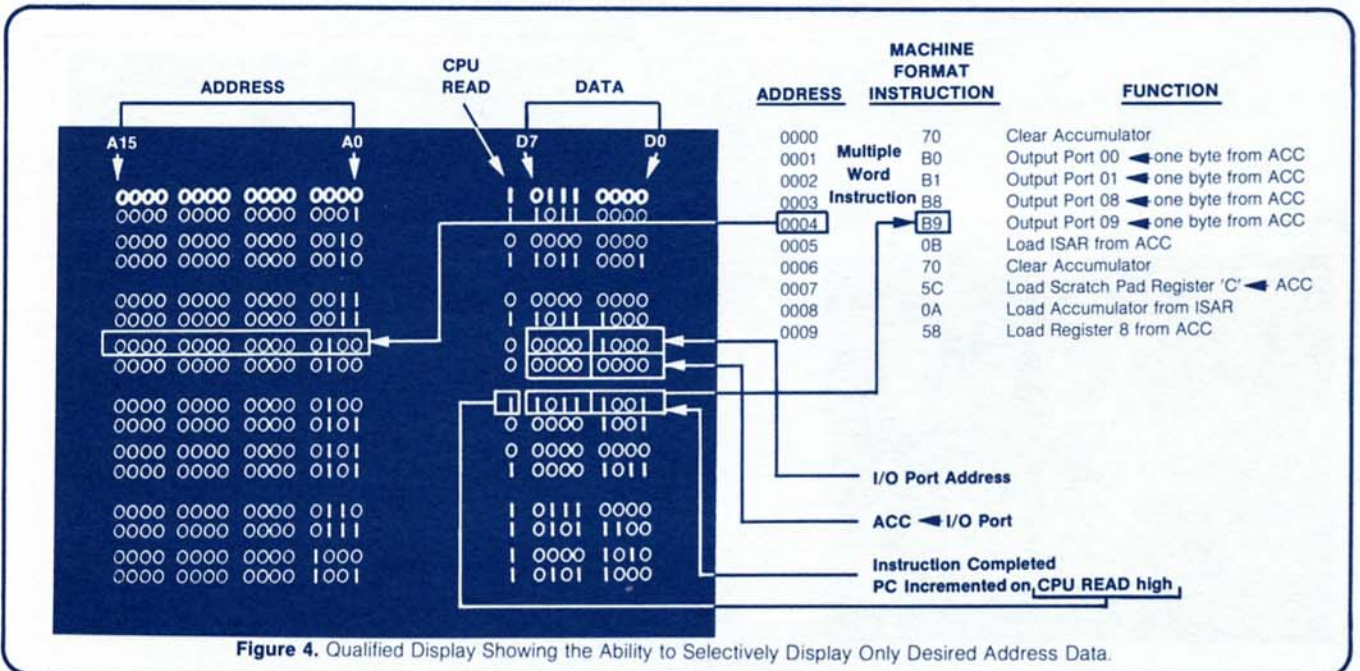 ADDRESS
CPU
READ
DATA
A15 A0 D7 D0
0000 0000 0000 0000 1 0111 0000
0000 0000 0000 0001 1 1011 0000
0000 0000 0000 0010 0 0000 0000
0000 0000 0000 0010 1 1011 0001
0000 0000 0000 0011 0 0000 0000
0000 0000 0000 0011 1 1011 1000
0000 0000 0000 0100 0 0000 1000
0000 0000 0000 0100 0 0000 0000
0000 0000 0000 0100 1 1011 1001
0000 0000 0000 0101 0 0000 1001
0000 0000 0000 0101 0 0000 0000
0000 0000 0000 0101 1 0000 1011
0000 0000 0000 0110 1 0111 0000
0000 0000 0000 0111 1 0101 1100
0000 0000 0000 1000 1 0000 1010
0000 0000 0000 1001 1 0101 1000
MACHINE
FORMAT
ADDRESS INSTRUCTION FUNCTION
0000 70 Clear Accumulator
0001 Multiple B0 Output Port 00 ◄ one byte from ACC
0002 Word B1 Output Port 01 ◄ one byte from ACC
0003 Instruction B8 Output Port 08 ◄ one byte from ACC
0004 B9 Output Port 09 ◄ one byte from ACC
0005 0B Load ISAR from ACC
0006 70 Clear Accumulator
0007 5C Load Scratch Pad Register 'C' ◄ ACC
0008 0A Load Accumulator from ISAR
0009 58 Load Register 8 from ACC
I/O Port Address
ACC ◄ I/O Port
Instruction Completed
PC Incremented on CPU READ high
Figure 4. Qualified Display Showing the Ability to Selectively Display Only Desired Address Data.